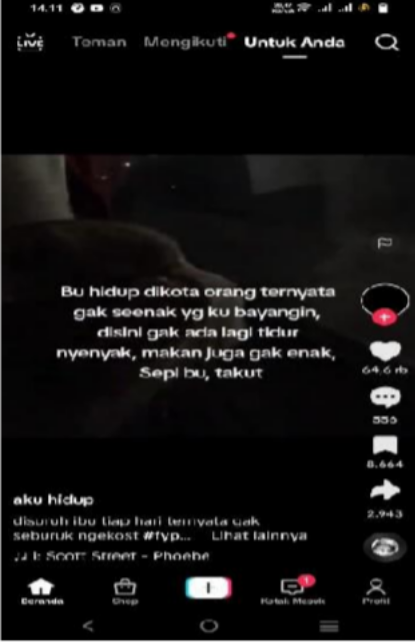 14.11
LIVE
Teman Mengikuti Untuk Anda
Bu hidup dikota orang ternyata
gak seenak yg ku bayangin,
disini gak ada lagi tidur
nyenyak, makan juga gak enak,
Sepi bu, takut
64.6 rb
556
8.664
2.943
aku hidup
disuruh ibu tiap hari ternyata gak
seburuk ngekost #fyp... Lihat lainnya
Scott Street - Phoebe
1
Beranda Shop Kotak Masuk Profil